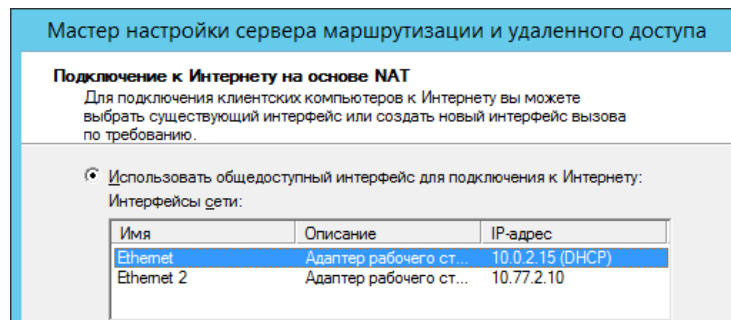 Мастер настройки сервера маршрутизации и удаленного доступа
Подключение к Интернету на основе NAT
Для подключения клиентских компьютеров к Интернету вы можете
выбрать существующий интерфейс или создать новый интерфейс вызова
по требованию.
Использовать общедоступный интерфейс для подключения к Интернету:
Интерфейсы сети:
Имя Описание IP-адрес
Ethernet Адаптер рабочего ст... 10.0.2.15 (DHCP)
Ethernet 2 Адаптер рабочего ст... 10.77.2.10